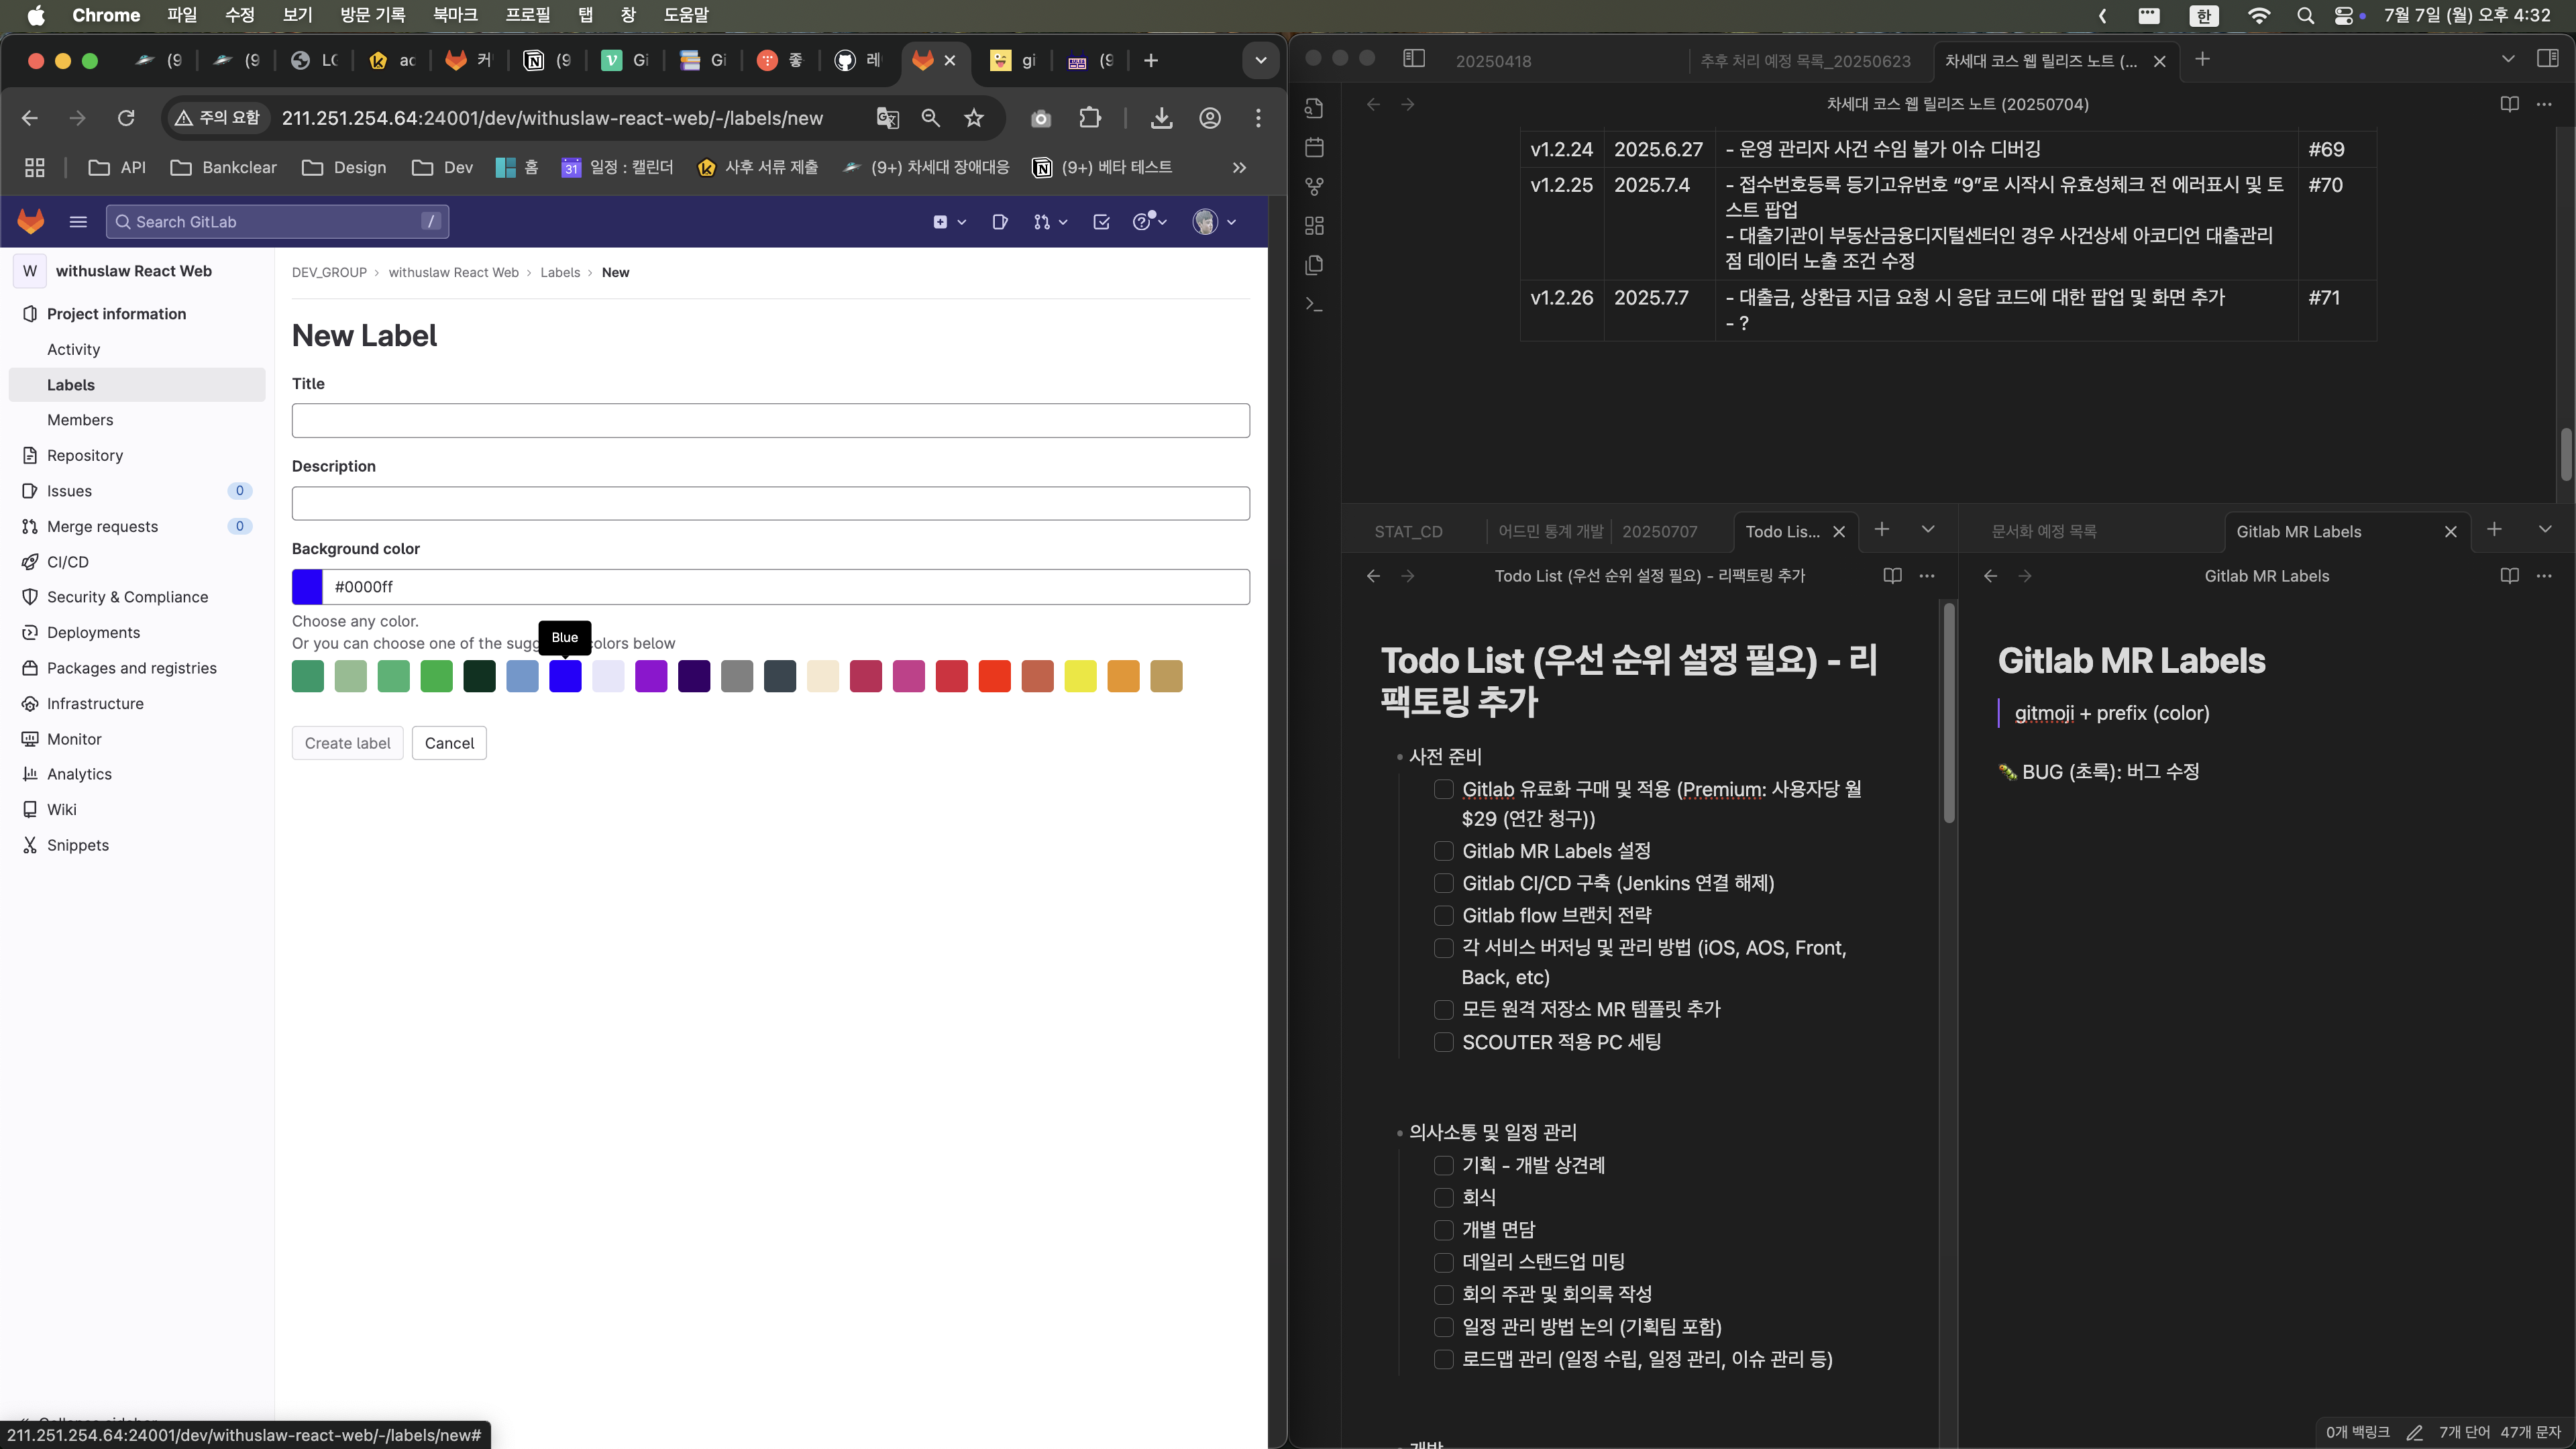 Chrome 파일 수정 보기 방문 기록 북마크 프로필 탭 창 도움말
한 7월 7일 (월) 오후 4:32
(9 (9 LC ac 커 (9 Gi Gi 좋 레 gi (9
주의 요함 211.251.254.64:24001/dev/withuslaw-react-web/-/labels/new
API Bankclear Design Dev 홈 31 일정 : 캘린더 사후 서류 제출 (9+) 차세대 장애대응 (9+) 베타 테스트
Search GitLab /
W withuslaw React Web
Project information
Activity
Labels
Members
Repository
Issues 0
Merge requests 0
CI/CD
Security & Compliance
Deployments
Packages and registries
Infrastructure
Monitor
Analytics
Wiki
Snippets
DEV_GROUP › withuslaw React Web › Labels › New
New Label
Title
Description
Background color
#0000ff
Choose any color.
Or you can choose one of the sugg colors below
Blue
Create label Cancel
211.251.254.64:24001/dev/withuslaw-react-web/-/labels/new#
20250418 추후 처리 예정 목록_20250623 차세대 코스 웹 릴리즈 노트 (...
차세대 코스 웹 릴리즈 노트 (20250704)
v1.2.24 2025.6.27 - 운영 관리자 사건 수임 불가 이슈 디버깅 #69
v1.2.25 2025.7.4 - 접수번호등록 등기고유번호 “9”로 시작시 유효성체크 전 에러표시 및 토 #70
스트 팝업
- 대출기관이 부동산금융디지털센터인 경우 사건상세 아코디언 대출관리
점 데이터 노출 조건 수정
v1.2.26 2025.7.7 - 대출금, 상환급 지급 요청 시 응답 코드에 대한 팝업 및 화면 추가 #71
- ?
STAT_CD 어드민 통계 개발 20250707 Todo Lis...
Todo List (우선 순위 설정 필요) - 리팩토링 추가
Todo List (우선 순위 설정 필요) - 리
팩토링 추가
사전 준비
Gitlab 유료화 구매 및 적용 (Premium: 사용자당 월
$29 (연간 청구))
Gitlab MR Labels 설정
Gitlab CI/CD 구축 (Jenkins 연결 해제)
Gitlab flow 브랜치 전략
각 서비스 버저닝 및 관리 방법 (iOS, AOS, Front,
Back, etc)
모든 원격 저장소 MR 템플릿 추가
SCOUTER 적용 PC 세팅
의사소통 및 일정 관리
기획 - 개발 상견례
회식
개별 면담
데일리 스탠드업 미팅
회의 주관 및 회의록 작성
일정 관리 방법 논의 (기획팀 포함)
로드맵 관리 (일정 수립, 일정 관리, 이슈 관리 등)
문서화 예정 목록 Gitlab MR Labels
Gitlab MR Labels
Gitlab MR Labels
gitmoji + prefix (color)
🐛 BUG (초록): 버그 수정
0개 백링크 7개 단어 47개 문자